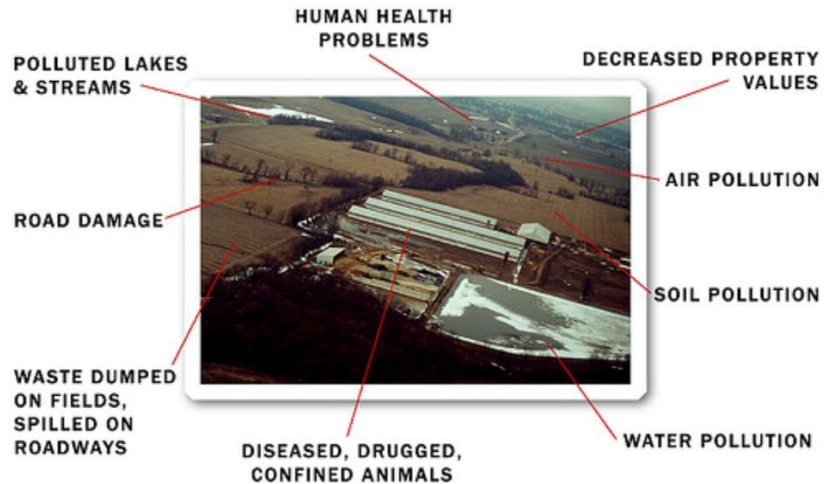 HUMAN HEALTH
PROBLEMS
POLLUTED LAKES
& STREAMS
DECREASED PROPERTY
VALUES
AIR POLLUTION
ROAD DAMAGE
SOIL POLLUTION
WASTE DUMPED
ON FIELDS,
SPILLED ON
ROADWAYS
DISEASED, DRUGGED,
CONFINED ANIMALS
WATER POLLUTION